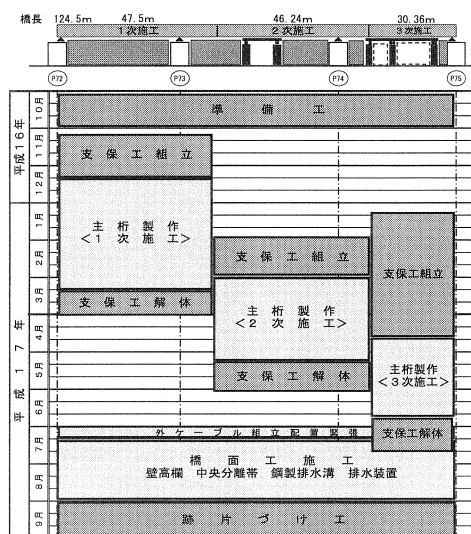 橋長 124.5m 47.5m 46.24m 30.36m
1次施工 2次施工 3次施工
P72 P73 P74 P75
平成16年
10月
準備工
11月
支保工組立
12月
平成17年
1月
主桁製作
<1次施工>
2月
支保工組立
支保工組立
3月
支保工解体
主桁製作
<2次施工>
4月
5月
支保工解体
主桁製作
<3次施工>
6月
外ケーブル組立配置緊張
支保工解体
7月
橋面工施工
壁高欄 中央分離帯 鋼製排水溝 排水装置
8月
9月
跡片づけ工